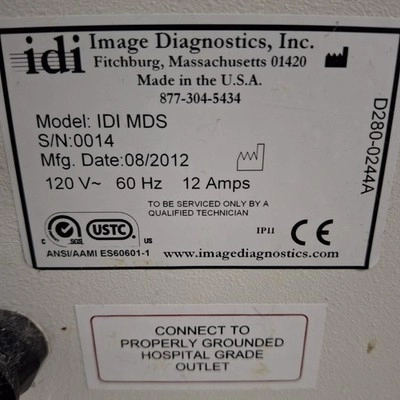 idi Image Diagnostics, Inc.
Fitchburg, Massachusetts 01420
Made in the U.S.A.
877-304-5434
Model: IDI MDS
S/N:0014
Mfg. Date:08/2012
120 V~ 60 Hz 12 Amps
TO BE SERVICED ONLY BY A
QUALIFIED TECHNICIAN
C SGS USTC US
IP11 CE
ANSI/AAMI ES60601-1
www.imagediagnostics.com
D280-0244A
CONNECT TO
PROPERLY GROUNDED
HOSPITAL GRADE
OUTLET